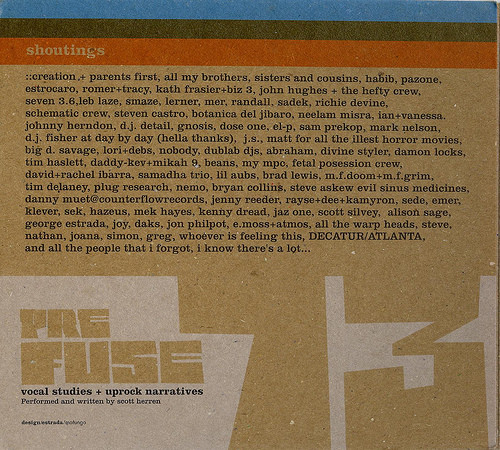 shoutings
::creation,+ parents first, all my brothers, sisters and cousins, habib, pazone,
estrocaro, romer+tracy, kath frasier+biz 3, john hughes + the hefty crew,
seven 3.6,leb laze, smaze, lerner, mer, randall, sadek, richie devine,
schematic crew, steven castro, botanica del jibaro, neelam misra, ian+vanessa.
johnny herndon, d.j. detail, gnosis, dose one, el-p, sam prekop, mark nelson,
d.j. fisher at day by day (hella thanks), j.s., matt for all the illest horror movies,
big d. savage, lori+debs, nobody, dublab djs, abraham, divine styler, damon locks,
tim haslett, daddy-kev+mikah 9, beans, my mpo, fetal posession crew,
david+rachel ibarra, samadha trio, lil aubs, brad lewis, m.f.doom+m.f.grim,
tim delaney, plug research, nemo, bryan collins, steve askew evil sinus medicines,
danny muet@counterflowrecords, jenny reeder, rayse+dee+kamyron, sede, emer,
klever, sek, hazeus, mek hayes, kenny dread, jaz one, scott silvey, alison sage,
george estrada, joy, daks, jon philpot, e.moss+atmos, all the warp heads, steve,
nathan, joana, simon, greg, whoever is feeling this, DECATUR/ATLANTA,
and all the people that i forgot, i know there's a lot...
PRE
FUSE
73
vocal studies + uprock narratives
Performed and written by scott herren